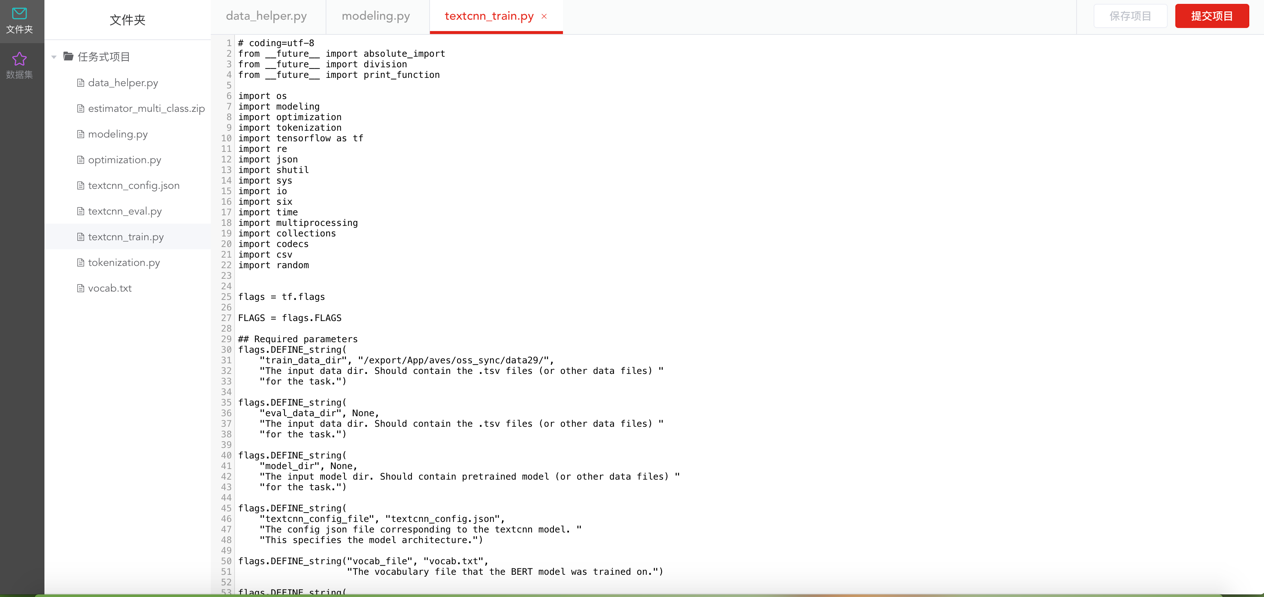 文件夹
数据集
文件夹
任务式项目
data_helper.py
estimator_multi_class.zip
modeling.py
optimization.py
textcnn_config.json
textcnn_eval.py
textcnn_train.py
tokenization.py
vocab.txt
data_helper.py modeling.py textcnn_train.py × 保存项目 提交项目
1 # coding=utf-8
2 from __future__ import absolute_import
3 from __future__ import division
4 from __future__ import print_function
5
6 import os
7 import modeling
8 import optimization
9 import tokenization
10 import tensorflow as tf
11 import re
12 import json
13 import shutil
14 import sys
15 import io
16 import six
17 import time
18 import multiprocessing
19 import collections
20 import codecs
21 import csv
22 import random
23
24
25 flags = tf.flags
26
27 FLAGS = flags.FLAGS
28
29 ## Required parameters
30 flags.DEFINE_string(
31     "train_data_dir", "/export/App/aves/oss_sync/data29/",
32     "The input data dir. Should contain the .tsv files (or other data files) "
33     "for the task.")
34
35 flags.DEFINE_string(
36     "eval_data_dir", None,
37     "The input data dir. Should contain the .tsv files (or other data files) "
38     "for the task.")
39
40 flags.DEFINE_string(
41     "model_dir", None,
42     "The input model dir. Should contain pretrained model (or other data files) "
43     "for the task.")
44
45 flags.DEFINE_string(
46     "textcnn_config_file", "textcnn_config.json",
47     "The config json file corresponding to the textcnn model. "
48     "This specifies the model architecture.")
49
50 flags.DEFINE_string("vocab_file", "vocab.txt",
51                     "The vocabulary file that the BERT model was trained on.")
52
53 flags.DEFINE_string(